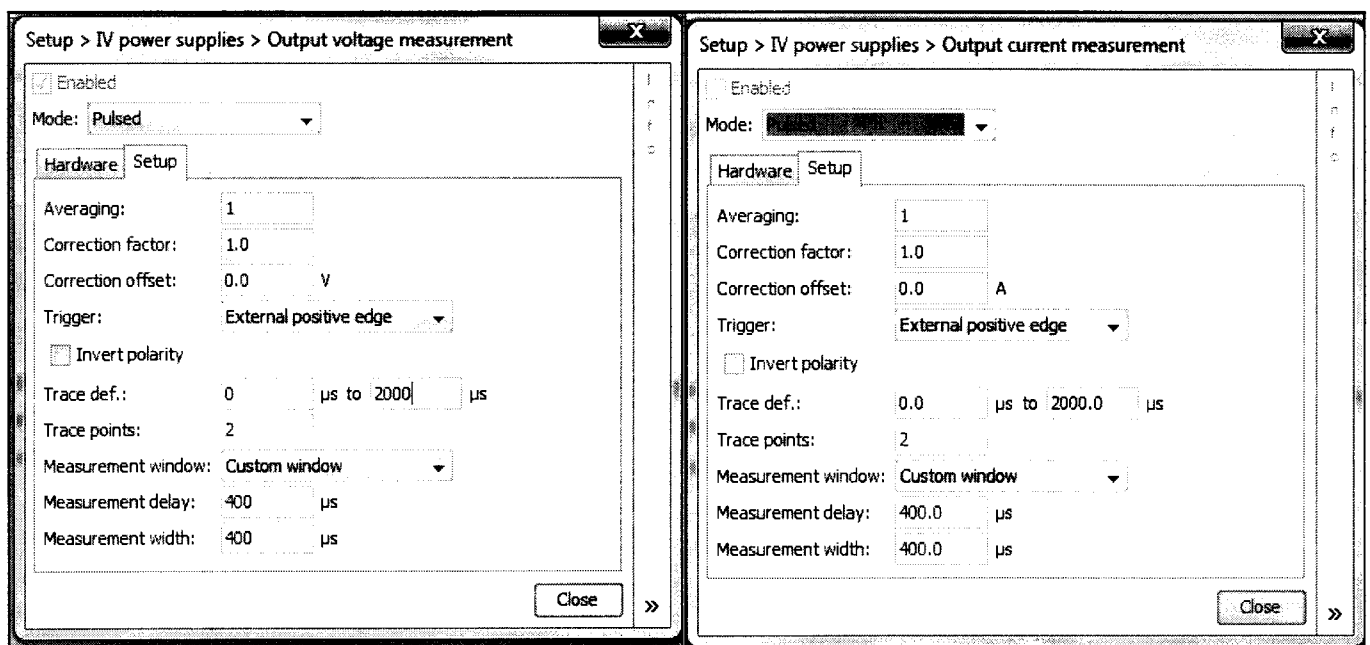 Setup > IV power supplies > Output voltage measurement
X
Enabled
Mode: Pulsed
Hardware Setup
Averaging: 1
Correction factor: 1.0
Correction offset: 0.0 V
Trigger: External positive edge
Invert polarity
Trace def.: 0 µs to 2000 µs
Trace points: 2
Measurement window: Custom window
Measurement delay: 400 µs
Measurement width: 400 µs
Close »
Info
Setup > IV power supplies > Output current measurement
X
Enabled
Mode: Pulsed
Hardware Setup
Averaging: 1
Correction factor: 1.0
Correction offset: 0.0 A
Trigger: External positive edge
Invert polarity
Trace def.: 0.0 µs to 2000.0 µs
Trace points: 2
Measurement window: Custom window
Measurement delay: 400.0 µs
Measurement width: 400.0 µs
Close »
Info